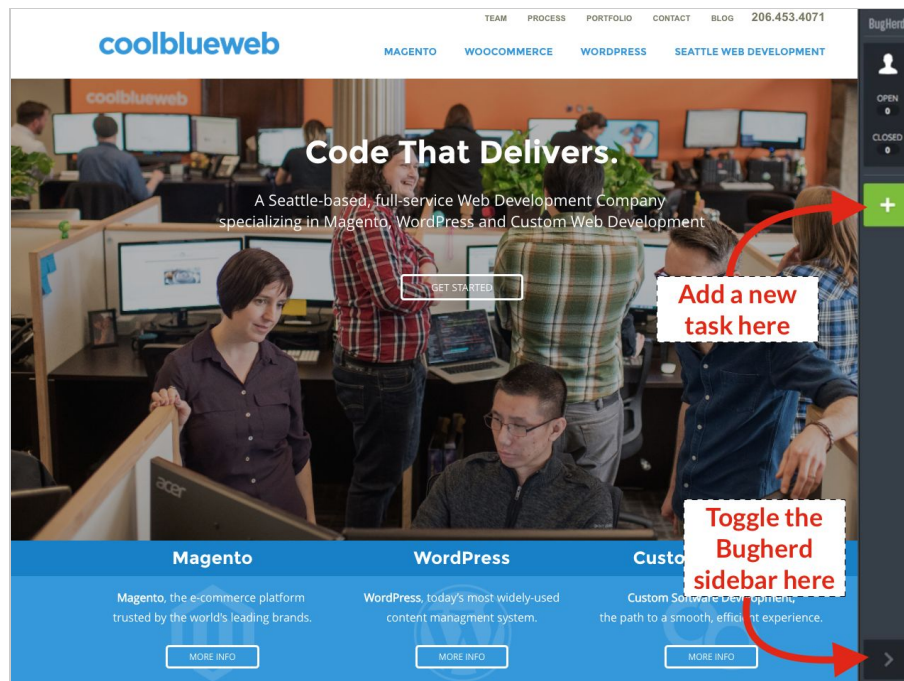 TEAM PROCESS PORTFOLIO CONTACT BLOG 206.453.4071
BugHerd
coolblueweb
MAGENTO WOOCOMMERCE WORDPRESS SEATTLE WEB DEVELOPMENT
OPEN
0
CLOSED
0
coolblueweb
Code That Delivers.
A Seattle-based, full-service Web Development Company
specializing in Magento, WordPress and Custom Web Development
+
GET STARTED
Add a new
task here
acer
Toggle the
Bugherd
sidebar here
Magento
Magento, the e-commerce platform
trusted by the world's leading brands.
MORE INFO
WordPress
WordPress, today's most widely-used
content managment system.
MORE INFO
Custo
Custom Software Development,
the path to a smooth, efficient experience.
MORE INFO